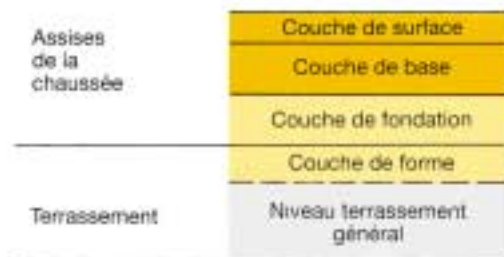 Assises
de la
chaussée
Couche de surface
Couche de base
Couche de fondation
Couche de forme
Terrassement
Niveau terrassement
général